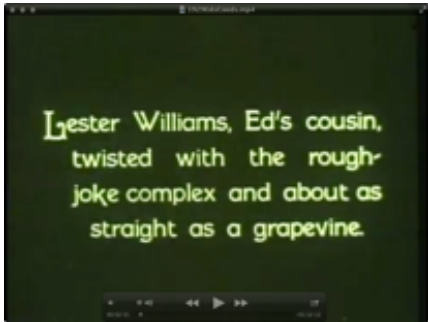 Lester Williams, Ed's cousin,
twisted with the rough-
joke complex and about as
straight as a grapevine.